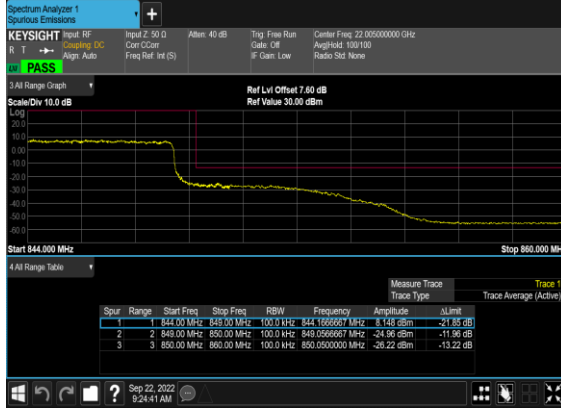 Spectrum Analyzer 1
Spurious Emissions
+
KEYSIGHT Input: RF Input Z: 50 Ω Atten: 40 dB Trig: Free Run Center Freq: 22.005000000 GHz
R T Coupling: DC Corr CCorr Gate: Off Avg|Hold: 100/100
Align: Auto Freq Ref: Int (S) IF Gain: Low Radio Std: None
PASS
3 All Range Graph
Ref Lvl Offset 7.60 dB
Scale/Div 10.0 dB Ref Value 30.00 dBm
Log
20.0
10.0
0.00
-10.0
-20.0
-30.0
-40.0
-50.0
-60.0
Start 844.000 MHz Stop 860.000 MH
4 All Range Table
Measure Trace Trace 1
Trace Type Trace Average (Active)
Spur Range Start Freq Stop Freq RBW Frequency Amplitude ΔLimit
1 1 844.00 MHz 849.00 MHz 100.0 kHz 844.1666667 MHz 8.148 dBm -21.85 dB
2 2 849.00 MHz 850.00 MHz 100.0 kHz 849.0566667 MHz -24.96 dBm -11.96 dB
3 3 850.00 MHz 860.00 MHz 100.0 kHz 850.0500000 MHz -26.22 dBm -13.22 dB
? Sep 22, 2022
9:24:41 AM